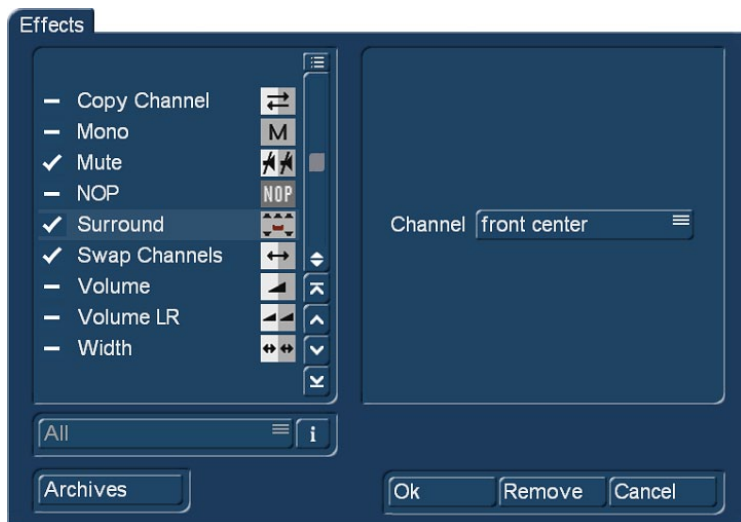 Effects
Copy Channel
Mono M
Mute
NOP NOP
Surround
Swap Channels
Volume
Volume LR
Width
All i
Archives
Channel front center
Ok Remove Cancel